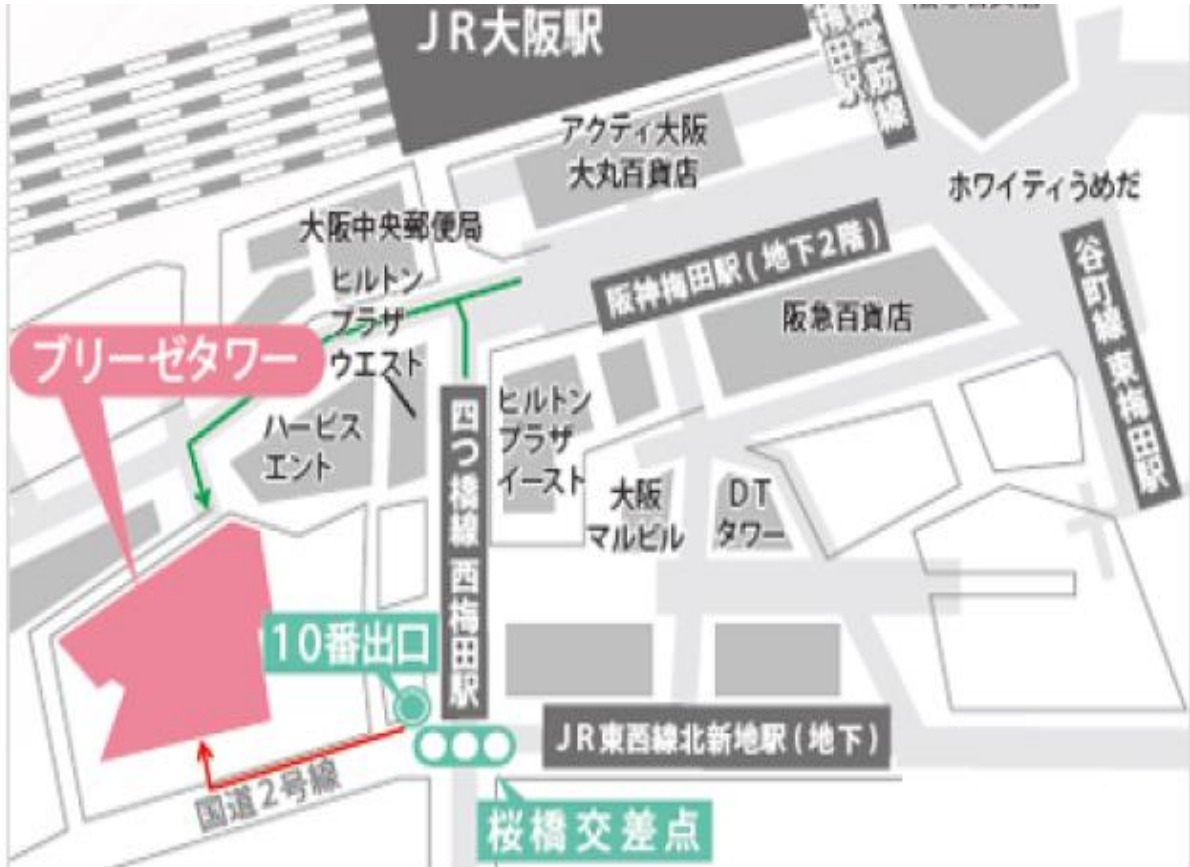 JR大阪駅
堂筋線
梅田駅
アクティ大阪
大丸百貨店
ホワイティうめだ
大阪中央郵便局
阪神梅田駅(地下2階)
谷町線 東梅田駅
ヒルトン
プラザ
ウエスト
阪急百貨店
ブリーゼタワー
ハービス
エント
四つ橋線 西梅田駅
ヒルトン
プラザ
イースト
大阪
マルビル
DT
タワー
10番出口
JR東西線北新地駅(地下)
国道2号線
桜橋交差点